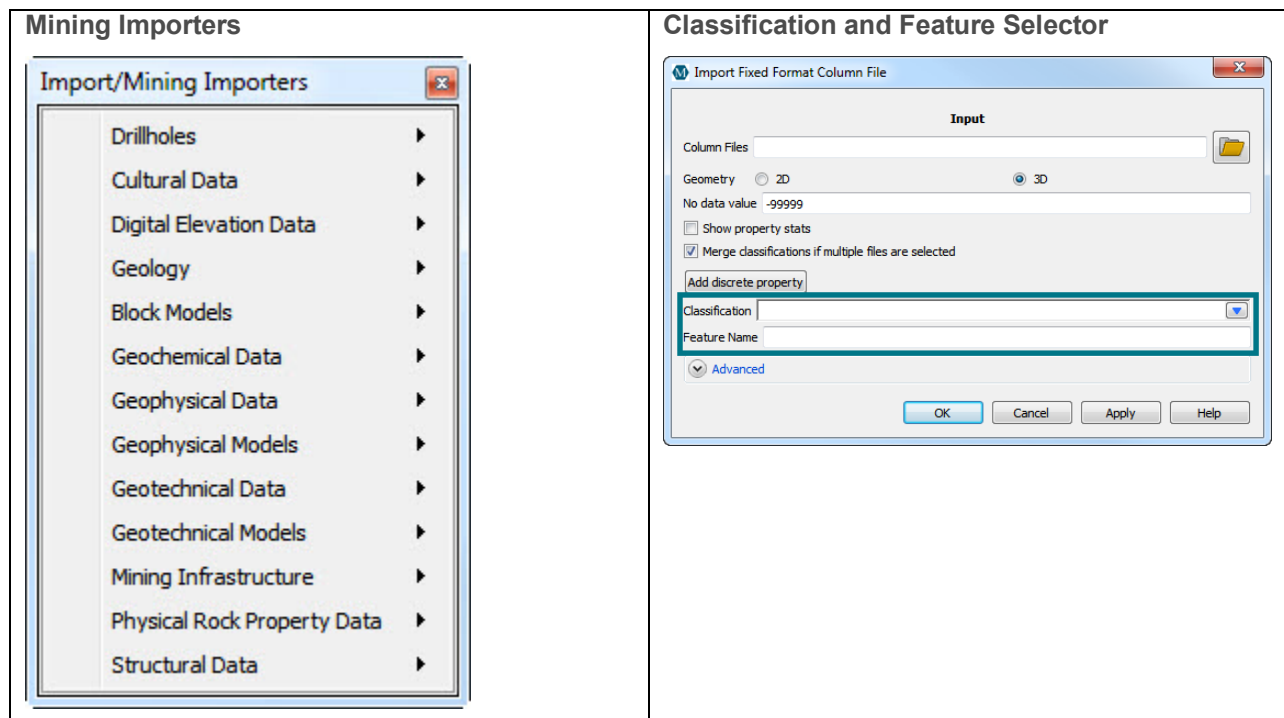 Mining Importers
Import/Mining Importers
Drillholes
Cultural Data
Digital Elevation Data
Geology
Block Models
Geochemical Data
Geophysical Data
Geophysical Models
Geotechnical Data
Geotechnical Models
Mining Infrastructure
Physical Rock Property Data
Structural Data
Classification and Feature Selector
Import Fixed Format Column File
Input
Column Files
Geometry 2D 3D
No data value -99999
Show property stats
Merge classifications if multiple files are selected
Add discrete property
Classification
Feature Name
Advanced
OK Cancel Apply Help